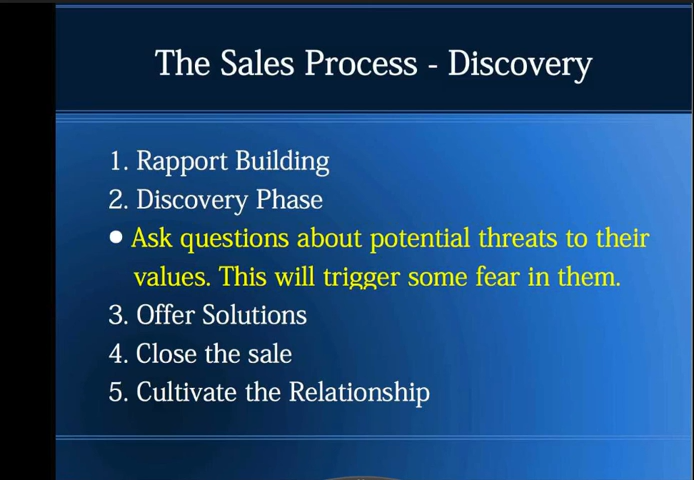 The Sales Process - Discovery
1. Rapport Building
2. Discovery Phase
• Ask questions about potential threats to their
values. This will trigger some fear in them.
3. Offer Solutions
4. Close the sale
5. Cultivate the Relationship